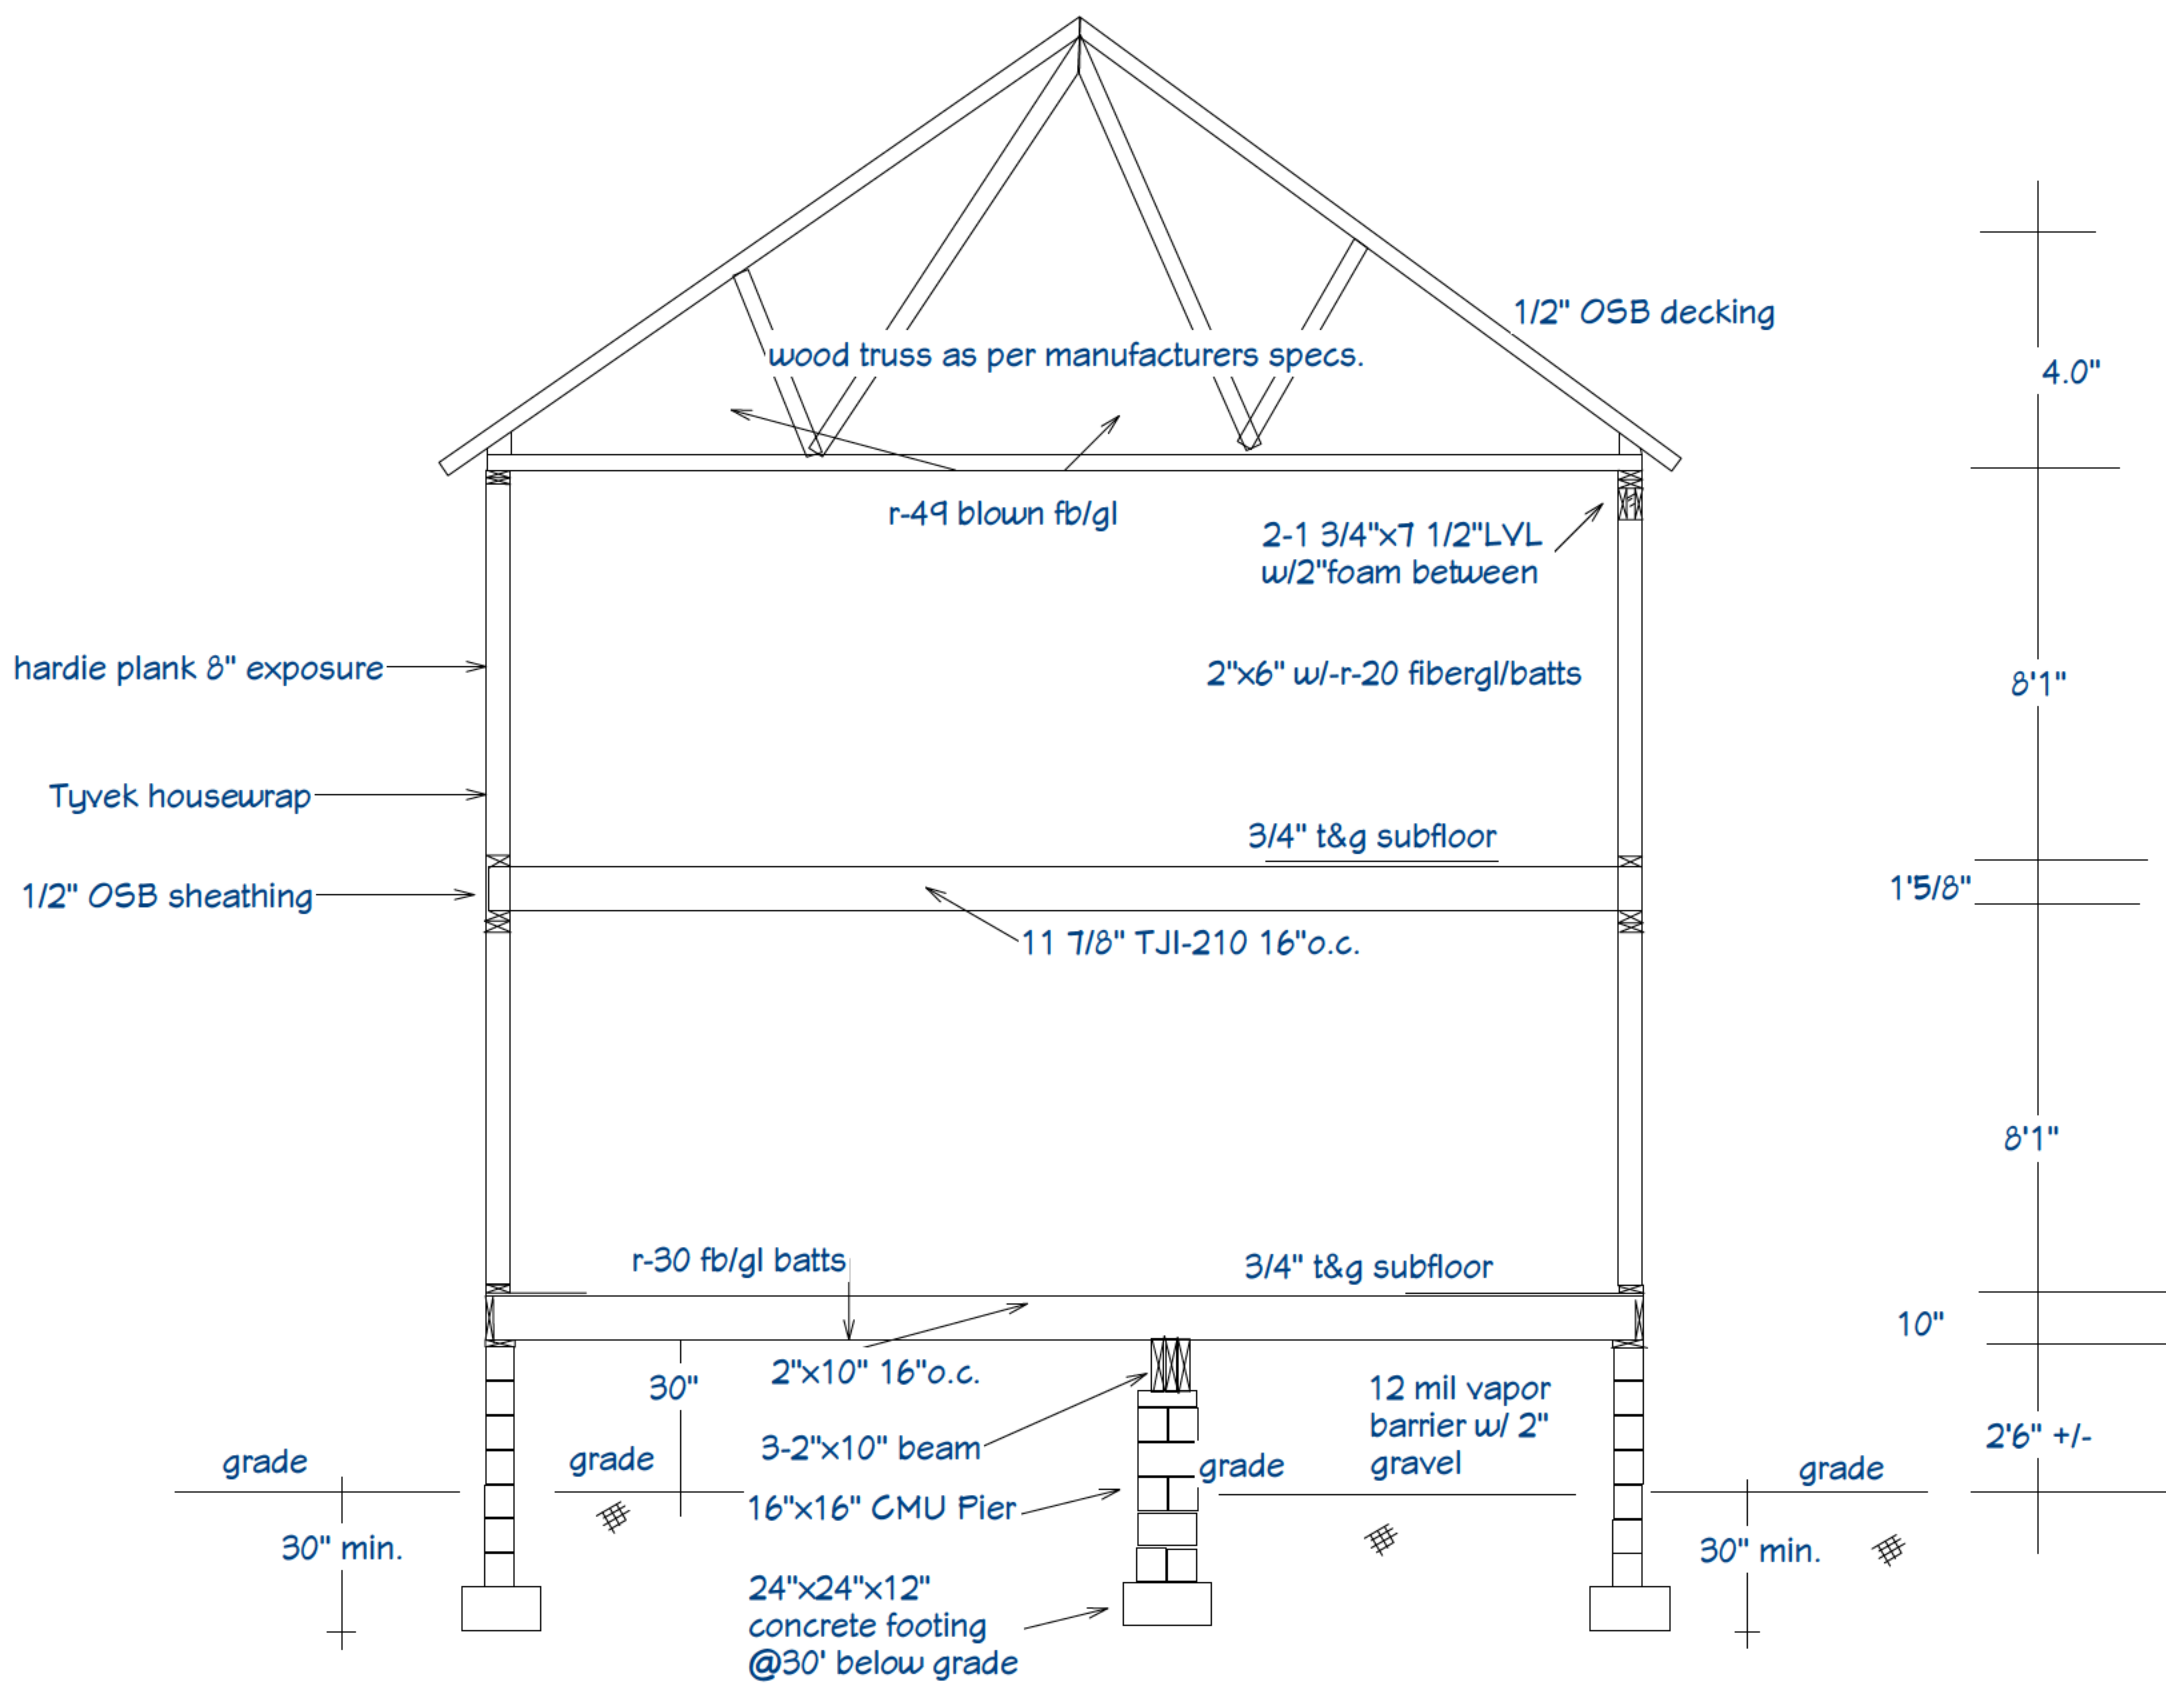 1/2" OSB decking
wood truss as per manufacturers specs.
4.0"
r-49 blown fb/gl
2-1 3/4"x7 1/2"LVL
w/2"foam between
hardie plank 8" exposure
2"x6" w/-r-20 fibergl/batts
8'1"
Tyvek housewrap
3/4" t&g subfloor
1/2" OSB sheathing
1'5/8"
11 7/8" TJI-210 16"o.c.
8'1"
r-30 fb/gl batts
3/4" t&g subfloor
10"
2"x10" 16"o.c.
30"
12 mil vapor
barrier w/ 2"
gravel
3-2"x10" beam
2'6" +/-
grade
grade
grade
grade
16"x16" CMU Pier
30" min.
30" min.
24"x24"x12"
concrete footing
@30' below grade